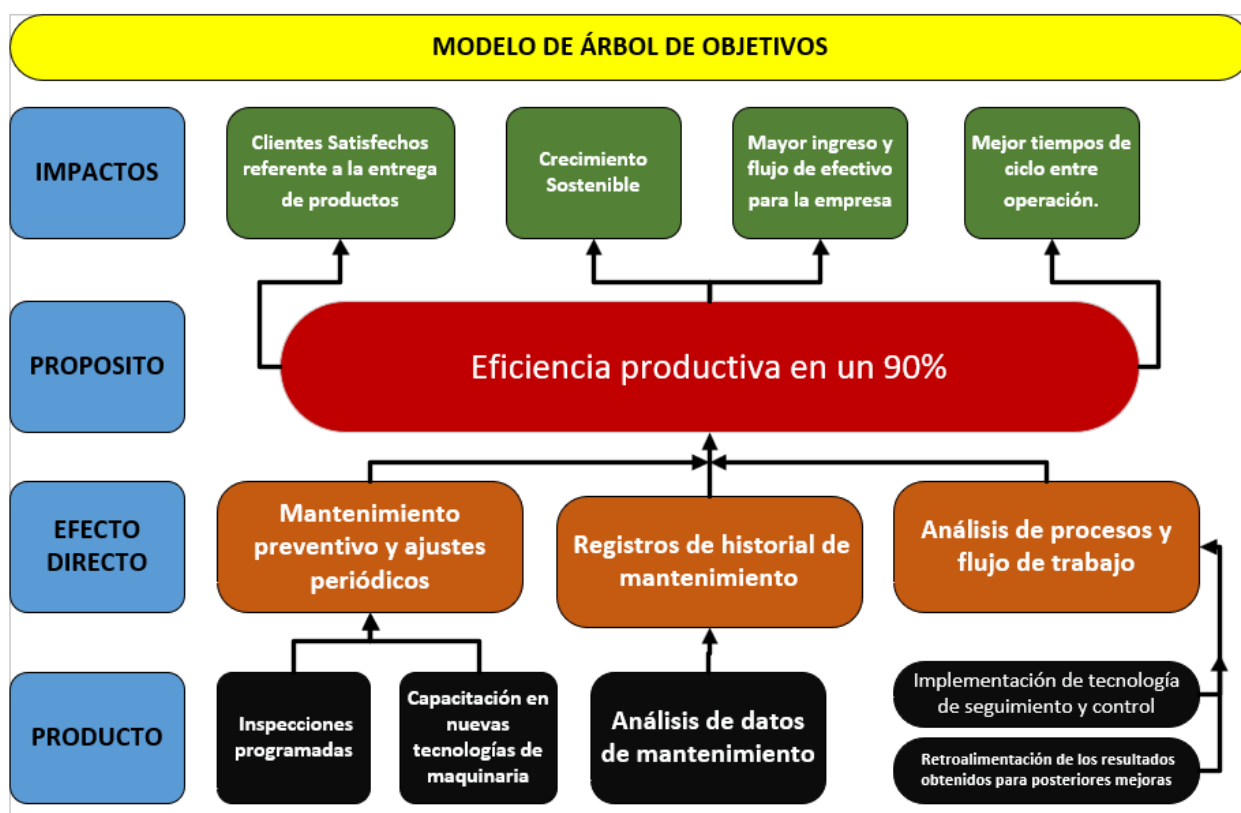 MODELO DE ÁRBOL DE OBJETIVOS
IMPACTOS
Clientes Satisfechos
referente a la entrega
de productos
Crecimiento
Sostenible
Mayor ingreso y
flujo de efectivo
para la empresa
Mejor tiempos de
ciclo entre
operación.
PROPOSITO
Eficiencia productiva en un 90%
EFECTO
DIRECTO
Mantenimiento
preventivo y ajustes
periódicos
Registros de historial de
mantenimiento
Análisis de procesos y
flujo de trabajo
PRODUCTO
Inspecciones
programadas
Capacitación en
nuevas
tecnologías de
maquinaria
Análisis de datos
de mantenimiento
Implementación de tecnología
de seguimiento y control
Retroalimentación de los resultados
obtenidos para posteriores mejoras